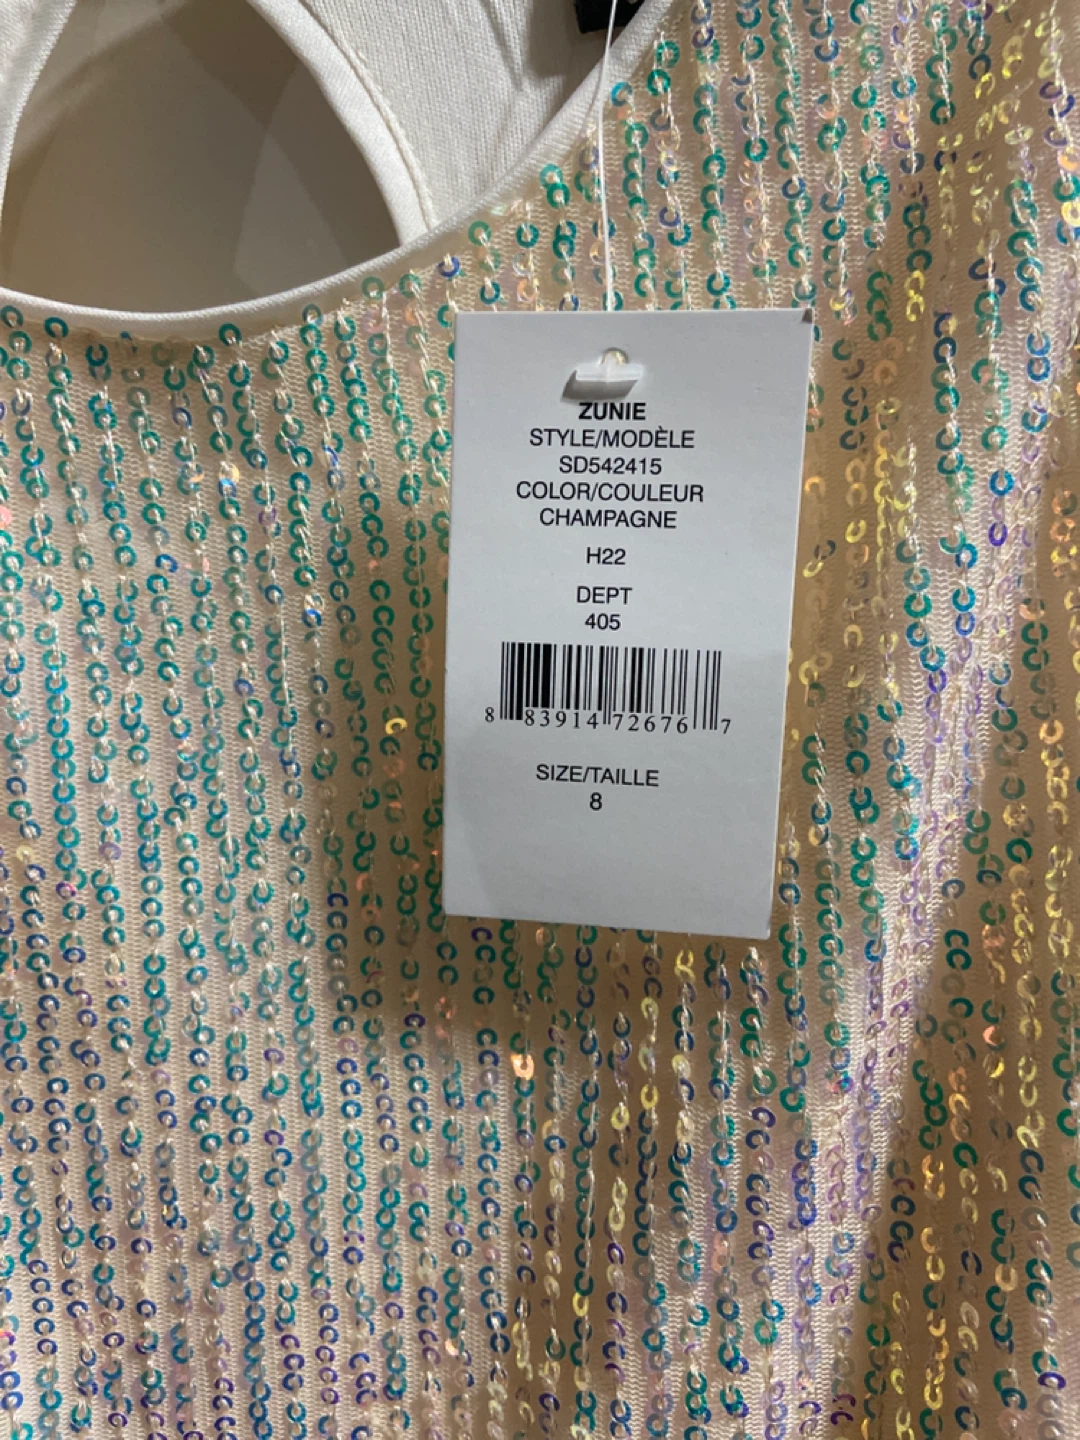 ZUNIE
STYLE/MODÈLE
SD542415
COLOR/COULEUR
CHAMPAGNE
H22
DEPT
405
8 83914 72676 7
SIZE/TAILLE
8